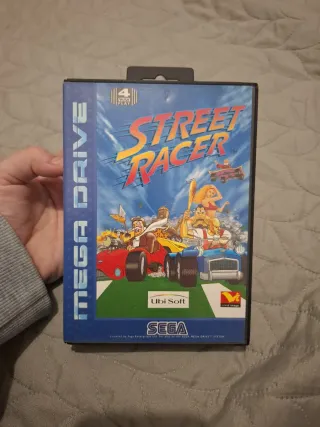 4
STREET
RACER
MEGA DRIVE
Ubi Soft
SEGA